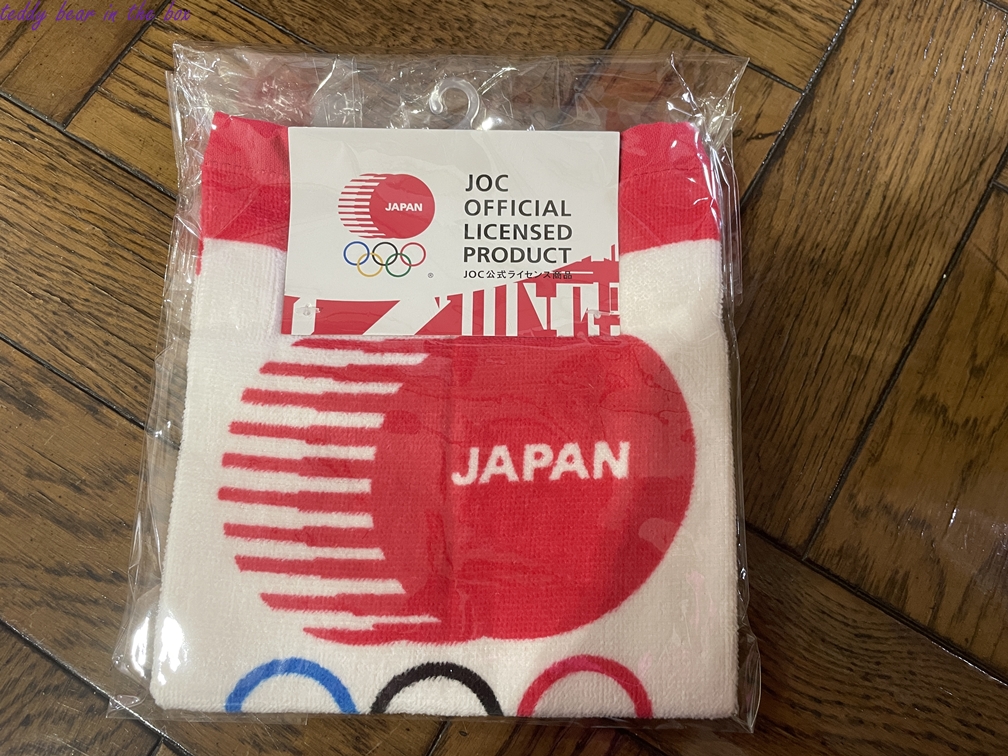 teddy bear in the box
JAPAN
®
JOC
OFFICIAL
LICENSED
PRODUCT
JOC公式ライセンス商品
JAPAN